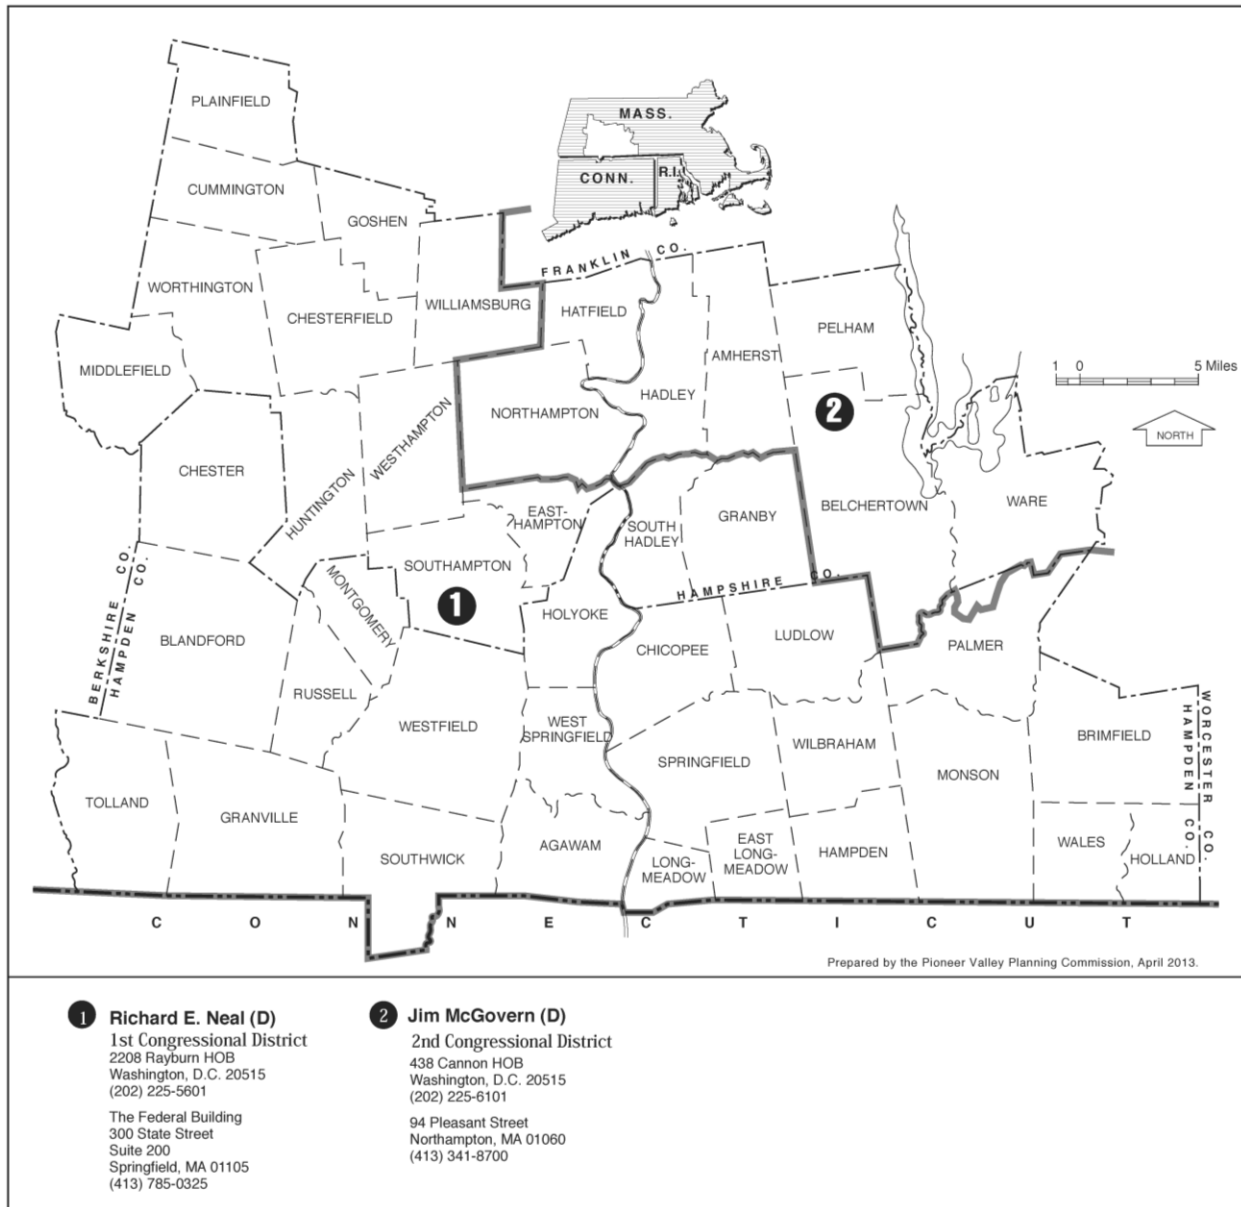 PLAINFIELD
MASS.
CUMMINGTON
CONN.
R.I.
GOSHEN
FRANKLIN CO.
WORTHINGTON
WILLIAMSBURG
CHESTERFIELD
HATFIELD
PELHAM
MIDDLEFIELD
AMHERST
1 0 5 Miles
HADLEY
NORTHAMPTON
2
WESTHAMPTON
NORTH
CHESTER
HUNTINGTON
EAST-
HAMPTON
SOUTH
HADLEY
GRANBY
BELCHERTOWN
WARE
BERKSHIRE CO.
HAMPDEN CO.
MONTGOMERY
SOUTHAMPTON
1
HAMPSHIRE CO.
HOLYOKE
BLANDFORD
CHICOPEE
LUDLOW
PALMER
RUSSELL
WESTFIELD
WEST
SPRINGFIELD
SPRINGFIELD
WILBRAHAM
MONSON
BRIMFIELD
WORCESTER CO.
HAMPDEN CO.
TOLLAND
GRANVILLE
SOUTHWICK
AGAWAM
LONG-
MEADOW
EAST
LONG-
MEADOW
HAMPDEN
WALES
HOLLAND
CONNECTICUT
Prepared by the Pioneer Valley Planning Commission, April 2013.
1 Richard E. Neal (D)
1st Congressional District
2208 Rayburn HOB
Washington, D.C. 20515
(202) 225-5601
The Federal Building
300 State Street
Suite 200
Springfield, MA 01105
(413) 785-0325
2 Jim McGovern (D)
2nd Congressional District
438 Cannon HOB
Washington, D.C. 20515
(202) 225-6101
94 Pleasant Street
Northampton, MA 01060
(413) 341-8700